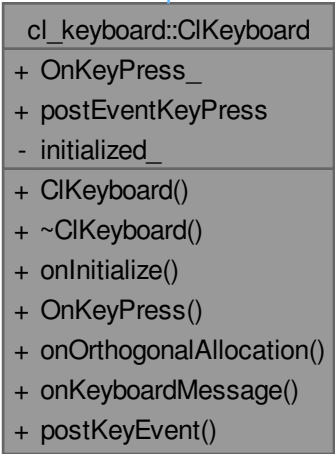 cl_keyboard::ClKeyboard
+ OnKeyPress_
+ postEventKeyPress
- initialized_
+ ClKeyboard()
+ ~ClKeyboard()
+ onInitialize()
+ OnKeyPress()
+ onOrthogonalAllocation()
+ onKeyboardMessage()
+ postKeyEvent()